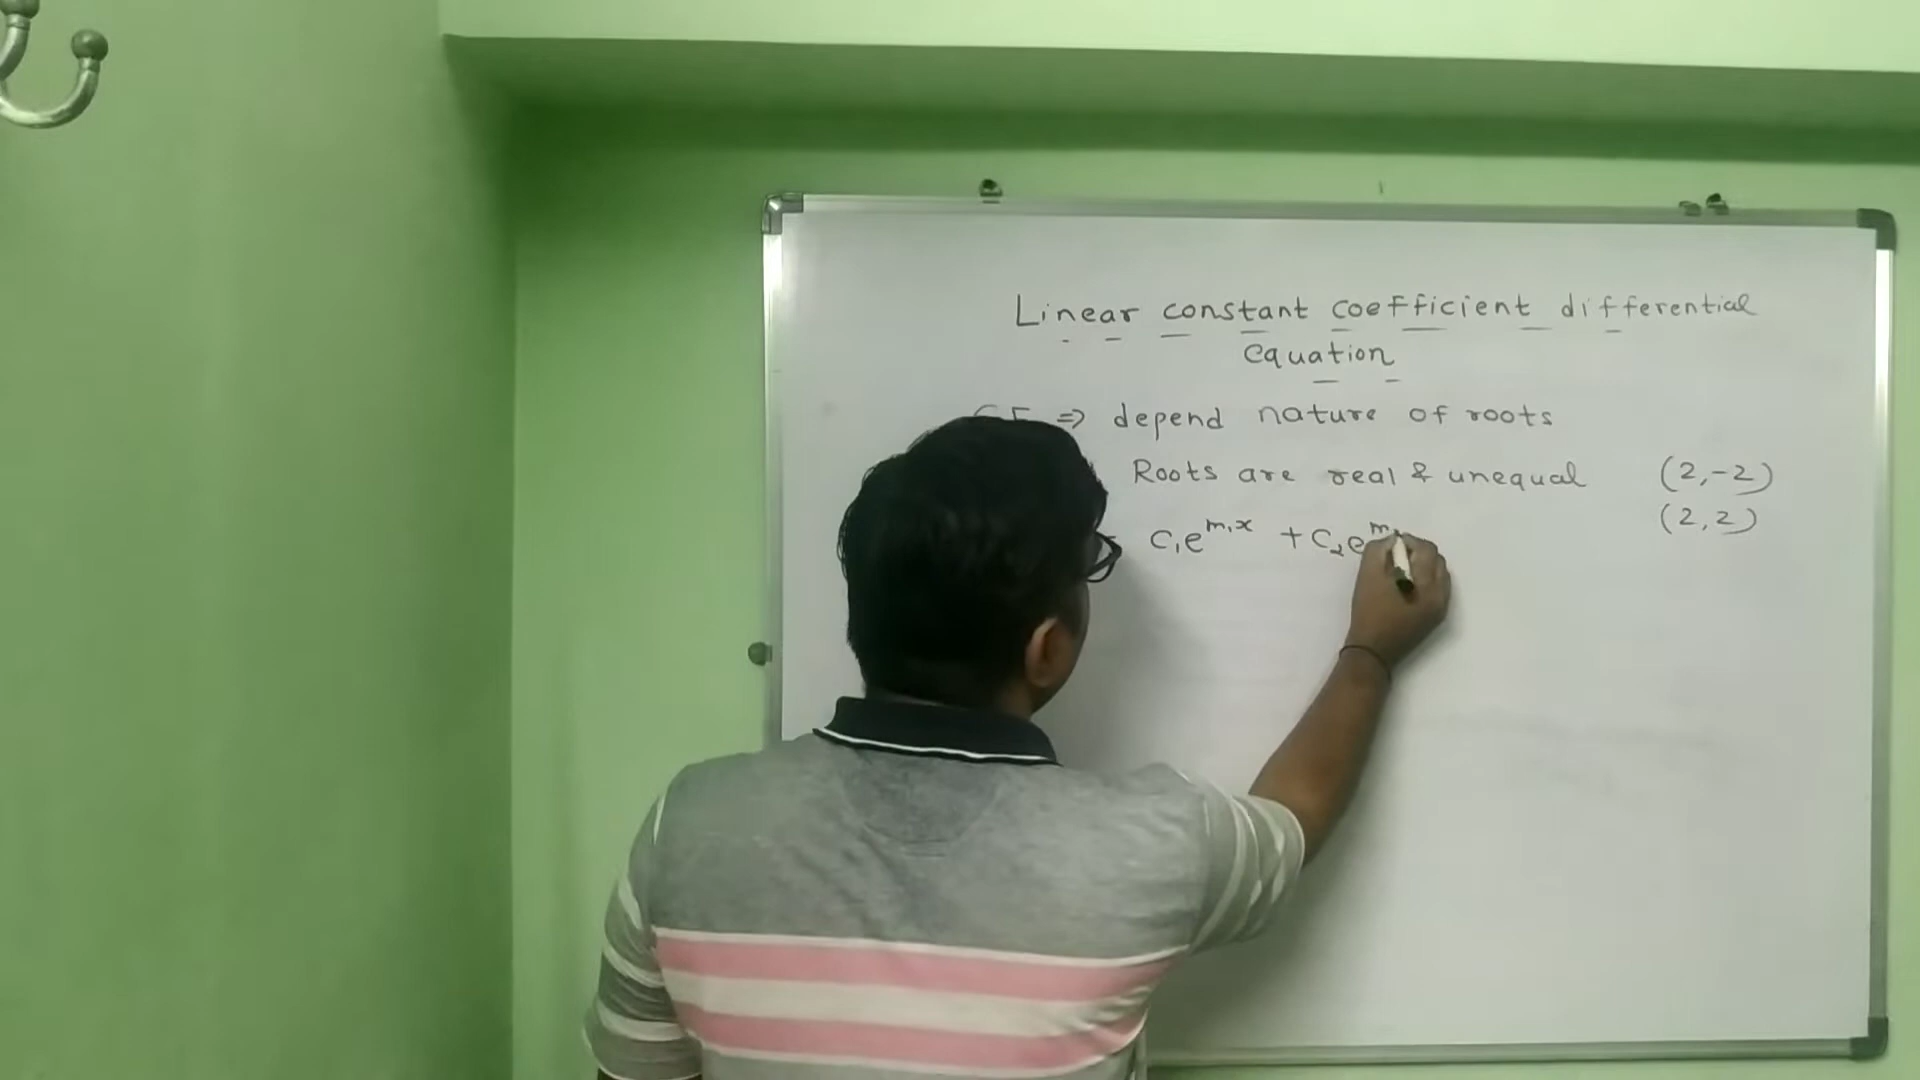 Linear constant coefficient differential
equation
CF => depend nature of roots
Roots are real & unequal (2,-2)
(2,2)
C₁e^m₁x + C₂e^m